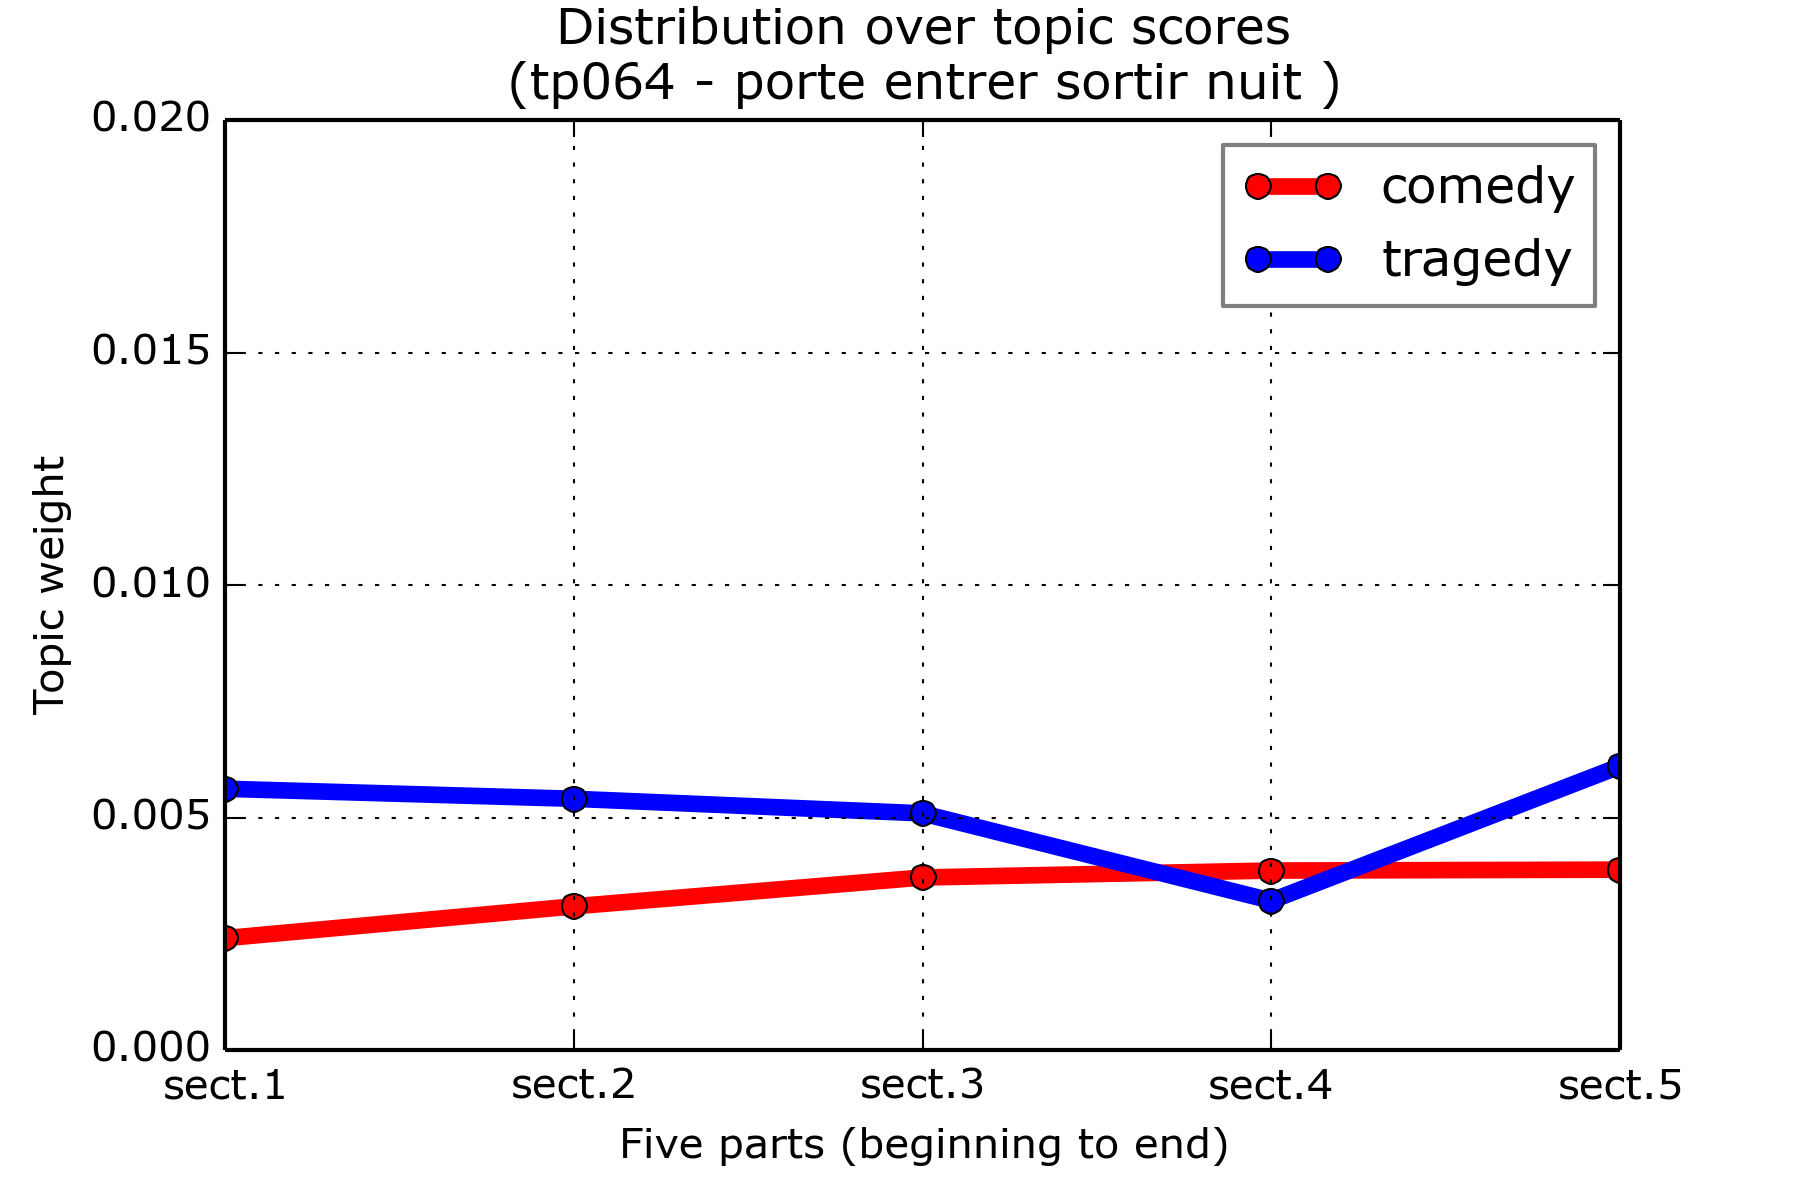 Distribution over topic scores
(tp064 - porte entrer sortir nuit )
0.020
0.015
0.010
0.005
0.000
Topic weight
comedy
tragedy
sect.1 sect.2 sect.3 sect.4 sect.5
Five parts (beginning to end)